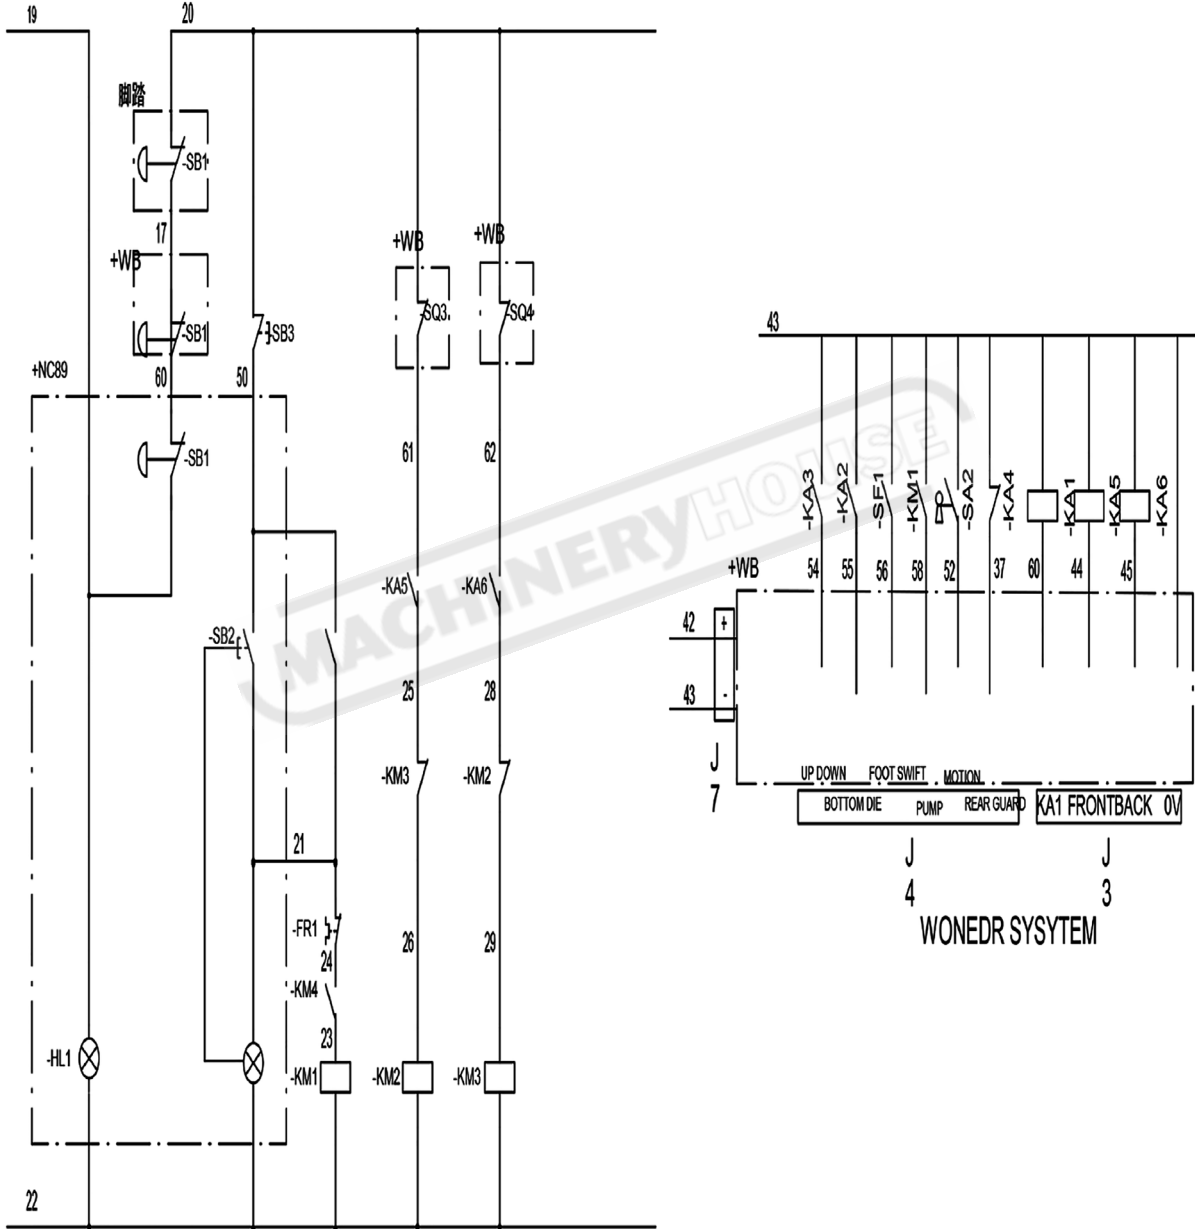 19
20
脚踏
-SB1
17
+WB
-SB1
+WB
-SQ3
+WB
-SQ4
-SB3
+NC89
60
50
61
62
-SB1
-KA5
-KA6
-SB2
25
28
-KM3
-KM2
21
-FR1
24
26
29
-KM4
23
-HL1
-KM1
-KM2
-KM3
22
MACHINERYHOUSE
43
-KA3
-KA2
-SF1
-KM1
-SA2
-KA4
-KA1
-KA5
-KA6
+WB
54
55
56
58
52
37
60
44
45
42
+
43
-
J
7
UP DOWN
FOOT SWIFT
MOTION
BOTTOM DIE
PUMP
REAR GUARD
KA1 FRONTBACK 0V
J
4
J
3
WONEDR SYSYTEM